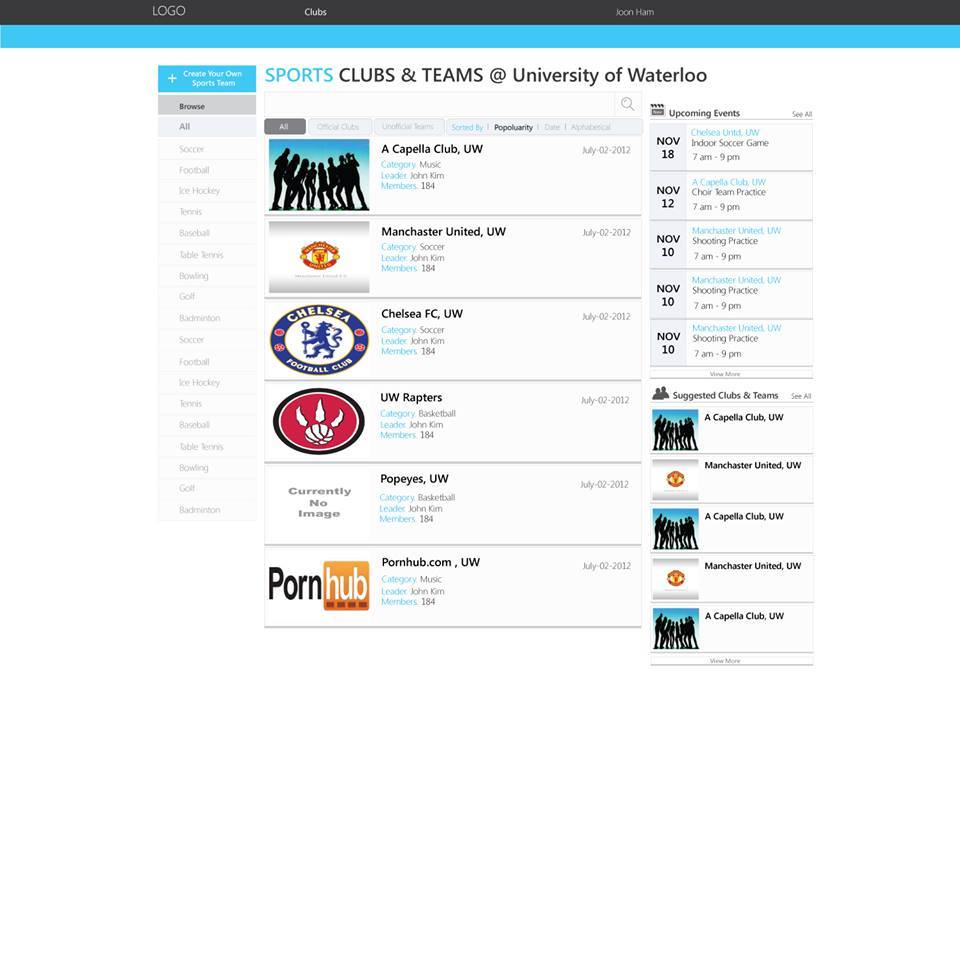 LOGO
Clubs
Joon Ham
+ Create Your Own
Sports Team
Browse
All
Soccer
Football
Ice Hockey
Tennis
Baseball
Table Tennis
Bowling
Golf
Badminton
Soccer
Football
Ice Hockey
Tennis
Baseball
Table Tennis
Bowling
Golf
Badminton
SPORTS CLUBS & TEAMS @ University of Waterloo
All
Official Clubs
Unofficial Teams
Sorted By | Popoluarity | Date | Alphabetical
A Capella Club, UW
July-02-2012
Category. Music
Leader. John Kim
Members. 184
Manchaster United, UW
July-02-2012
Category. Soccer
Leader. John Kim
Members. 184
MANCHESTER
UNITED
CHELSEA
FOOTBALL CLUB
Chelsea FC, UW
July-02-2012
Category. Soccer
Leader. John Kim
Members. 184
UW Rapters
July-02-2012
Category. Basketball
Leader. John Kim
Members. 184
Currently
No
Image
Popeyes, UW
July-02-2012
Category. Basketball
Leader. John Kim
Members. 184
Pornhub
Pornhub.com , UW
July-02-2012
Category. Music
Leader. John Kim
Members. 184
Upcoming Events
See All
NOV
18
Chelsea Untd, UW
Indoor Soccer Game
7 am - 9 pm
NOV
12
A Capella Club, UW
Choir Team Practice
7 am - 9 pm
NOV
10
Manchaster United, UW
Shooting Practice
7 am - 9 pm
NOV
10
Manchaster United, UW
Shooting Practice
7 am - 9 pm
NOV
10
Manchaster United, UW
Shooting Practice
7 am - 9 pm
View More
Suggested Clubs & Teams
See All
A Capella Club, UW
Manchaster United, UW
A Capella Club, UW
Manchaster United, UW
A Capella Club, UW
View More